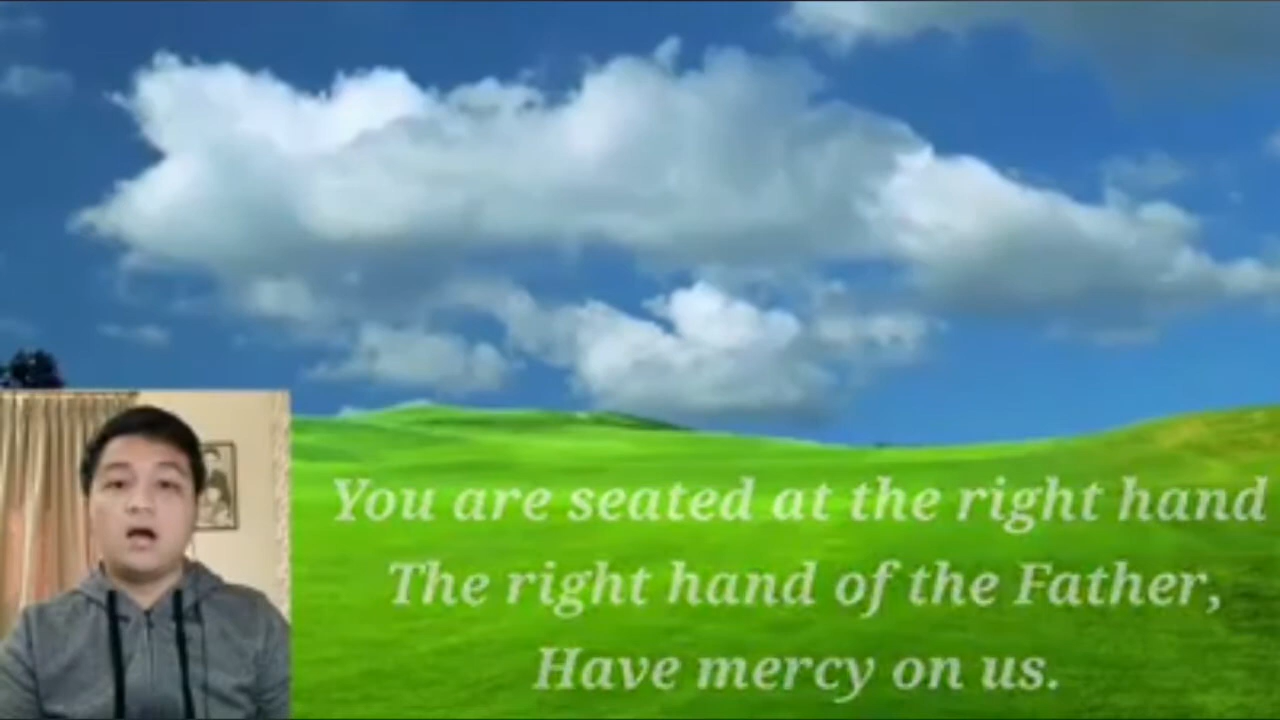 You are seated at the right hand
The right hand of the Father,
Have mercy on us.